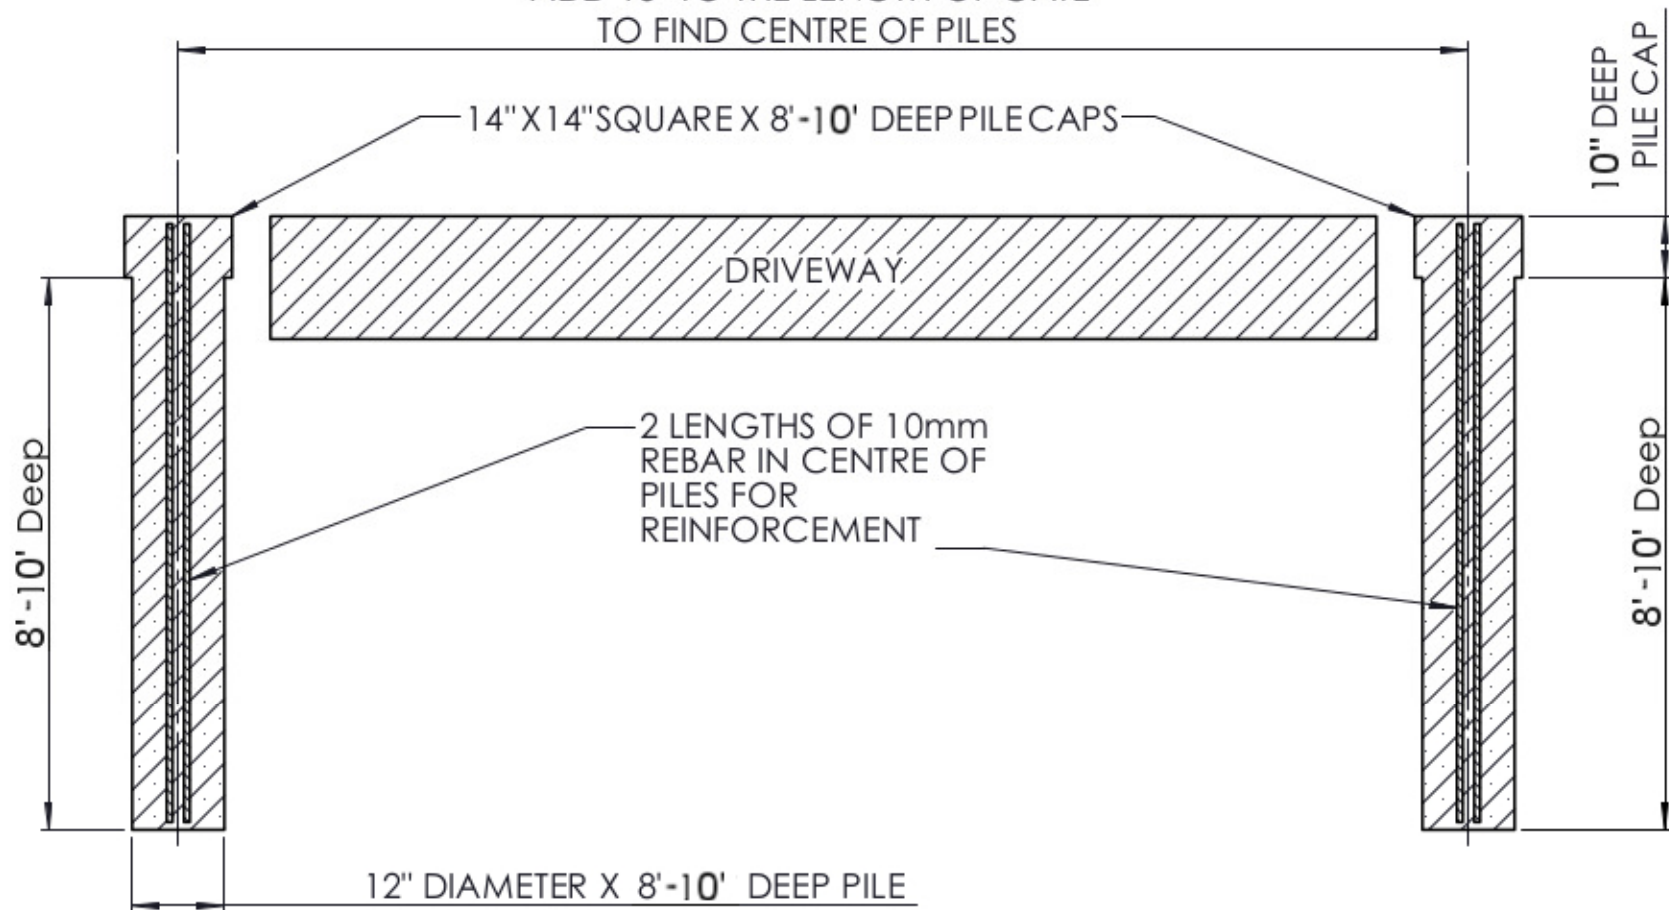 TO FIND CENTRE OF PILES
14"X14"SQUARE X 8'-10' DEEP PILE CAPS
10" DEEP
PILE CAP
DRIVEWAY
2 LENGTHS OF 10mm
REBAR IN CENTRE OF
PILES FOR
REINFORCEMENT
8'-10' Deep
8'-10' Deep
12" DIAMETER X 8'-10' DEEP PILE